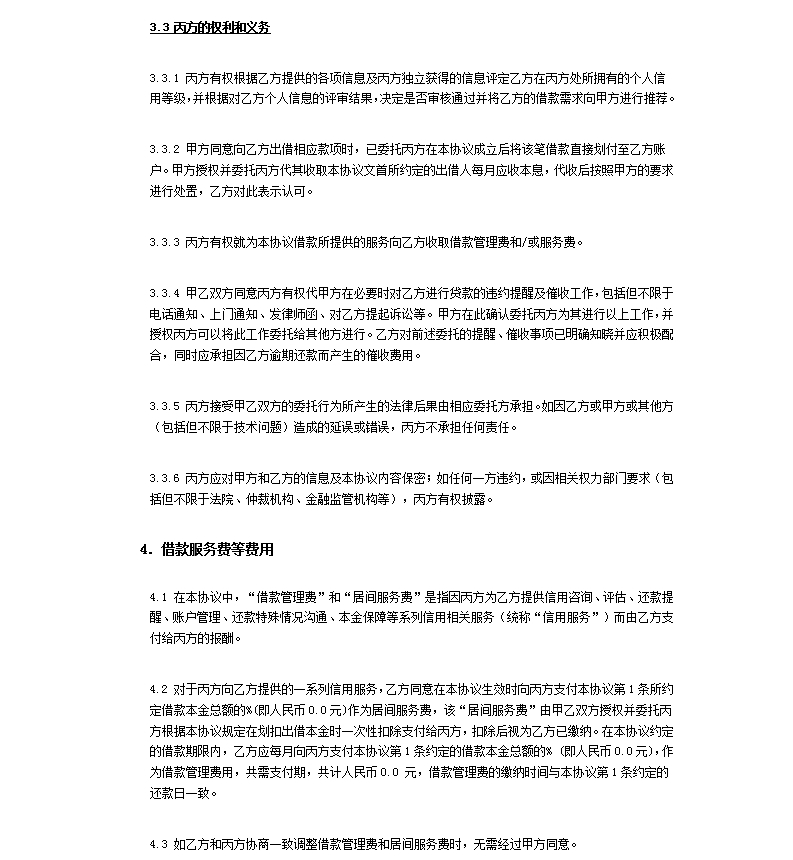 3.3 丙方的权利和义务
3.3.1 丙方有权根据乙方提供的各项信息及丙方独立获得的信息评定乙方在丙方处所拥有的个人信
用等级，并根据对乙方个人信息的评审结果，决定是否审核通过并将乙方的借款需求向甲方进行推荐。
3.3.2 甲方同意向乙方出借相应款项时，已委托丙方在本协议成立后将该笔借款直接划付至乙方账
户。甲方授权并委托丙方代其收取本协议文首所约定的出借人每月应收本息，代收后按照甲方的要求
进行处置，乙方对此表示认可。
3.3.3 丙方有权就为本协议借款所提供的服务向乙方收取借款管理费和/或服务费。
3.3.4 甲乙双方同意丙方有权代甲方在必要时对乙方进行贷款的违约提醒及催收工作，包括但不限于
电话通知、上门通知、发律师函、对乙方提起诉讼等。甲方在此确认委托丙方为其进行以上工作，并
授权丙方可以将此工作委托给其他方进行。乙方对前述委托的提醒、催收事项已明确知晓并应积极配
合，同时应承担因乙方逾期还款而产生的催收费用。
3.3.5 丙方接受甲乙双方的委托行为所产生的法律后果由相应委托方承担。如因乙方或甲方或其他方
（包括但不限于技术问题）造成的延误或错误，丙方不承担任何责任。
3.3.6 丙方应对甲方和乙方的信息及本协议内容保密；如任何一方违约，或因相关权力部门要求（包
括但不限于法院、仲裁机构、金融监管机构等），丙方有权披露。
4. 借款服务费等费用
4.1 在本协议中，“借款管理费”和“居间服务费”是指因丙方为乙方提供信用咨询、评估、还款提
醒、账户管理、还款特殊情况沟通、本金保障等系列信用相关服务（统称“信用服务”）而由乙方支
付给丙方的报酬。
4.2 对于丙方向乙方提供的一系列信用服务，乙方同意在本协议生效时向丙方支付本协议第1条所约
定借款本金总额的%(即人民币0.0元)作为居间服务费，该“居间服务费”由甲乙双方授权并委托丙
方根据本协议规定在划扣出借本金时一次性扣除支付给丙方，扣除后视为乙方已缴纳。在本协议约定
的借款期限内，乙方应每月向丙方支付本协议第1条约定的借款本金总额的% (即人民币0.0元)，作
为借款管理费用，共需支付期，共计人民币0.0 元，借款管理费的缴纳时间与本协议第1条约定的
还款日一致。
4.3 如乙方和丙方协商一致调整借款管理费和居间服务费时，无需经过甲方同意。